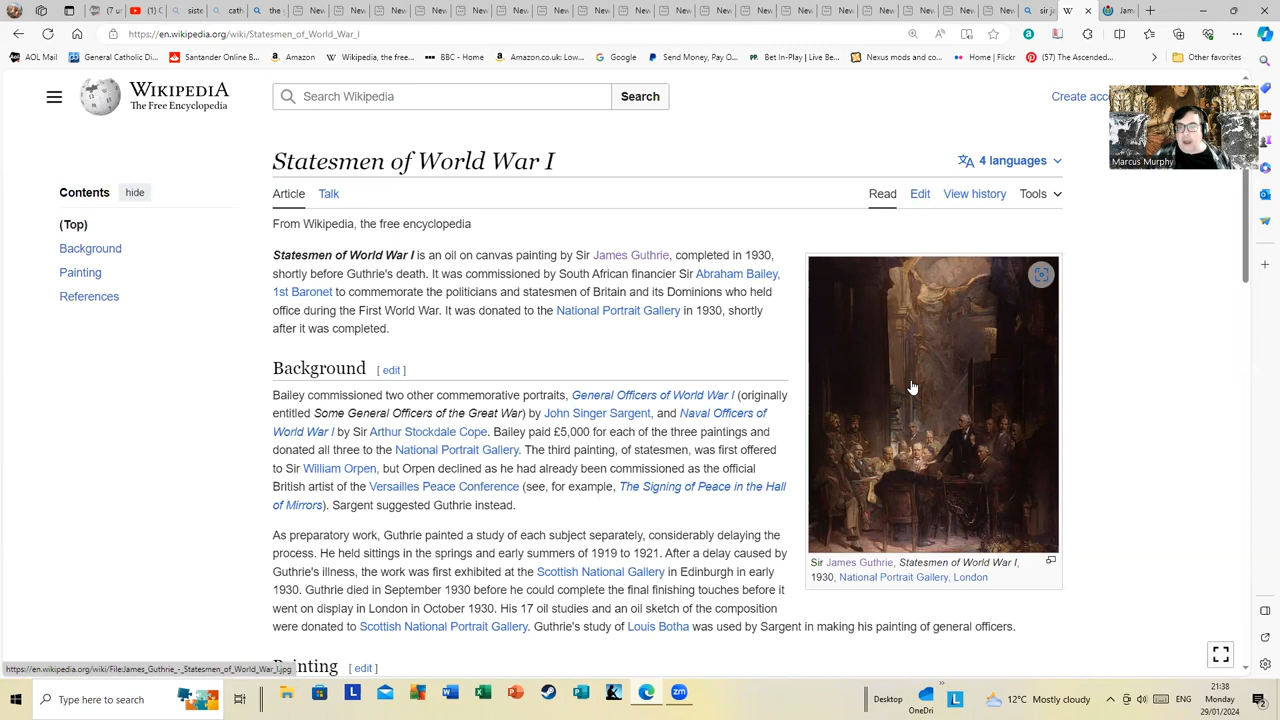 siste
cath
the s
Nev
Nev
Nev
Nev
Nev
Nev
Nev
Nev
Nev
Nev
Nev
sir ja
W
Jam
https://en.wikipedia.org/wiki/Statesmen_of_World_War_I
AOL Mail
General Catholic Di...
Santander Online B...
Amazon
Wikipedia, the free...
BBC - Home
Amazon.co.uk: Low...
Google
Send Money, Pay O...
Bet In-Play | Live Be...
Nexus mods and co...
Home | Flickr
(57) The Ascended...
Other favorites
WIKIPEDIA
The Free Encyclopedia
Search Wikipedia
Search
Create acc
Marcus Murphy
Statesmen of World War I
4 languages
Contents hide
(Top)
Background
Painting
References
Article Talk
Read Edit View history Tools
From Wikipedia, the free encyclopedia
Statesmen of World War I is an oil on canvas painting by Sir James Guthrie, completed in 1930,
shortly before Guthrie's death. It was commissioned by South African financier Sir Abraham Bailey,
1st Baronet to commemorate the politicians and statesmen of Britain and its Dominions who held
office during the First World War. It was donated to the National Portrait Gallery in 1930, shortly
after it was completed.
Background [ edit ]
Bailey commissioned two other commemorative portraits, General Officers of World War I (originally
entitled Some General Officers of the Great War) by John Singer Sargent, and Naval Officers of
World War I by Sir Arthur Stockdale Cope. Bailey paid £5,000 for each of the three paintings and
donated all three to the National Portrait Gallery. The third painting, of statesmen, was first offered
to Sir William Orpen, but Orpen declined as he had already been commissioned as the official
British artist of the Versailles Peace Conference (see, for example, The Signing of Peace in the Hall
of Mirrors). Sargent suggested Guthrie instead.
Sir James Guthrie, Statesmen of World War I,
1930, National Portrait Gallery, London
As preparatory work, Guthrie painted a study of each subject separately, considerably delaying the
process. He held sittings in the springs and early summers of 1919 to 1921. After a delay caused by
Guthrie's illness, the work was first exhibited at the Scottish National Gallery in Edinburgh in early
1930. Guthrie died in September 1930 before he could complete the final finishing touches before it
went on display in London in October 1930. His 17 oil studies and an oil sketch of the composition
were donated to Scottish National Portrait Gallery. Guthrie's study of Louis Botha was used by Sargent in making his painting of general officers.
inting [ edit ]
https://en.wikipedia.org/wiki/File:James_Guthrie_-_Statesmen_of_World_War_I.jpg
Type here to search
Desktop
OneDri
12°C Mostly cloudy
ENG
21:38
Monday
29/01/2024